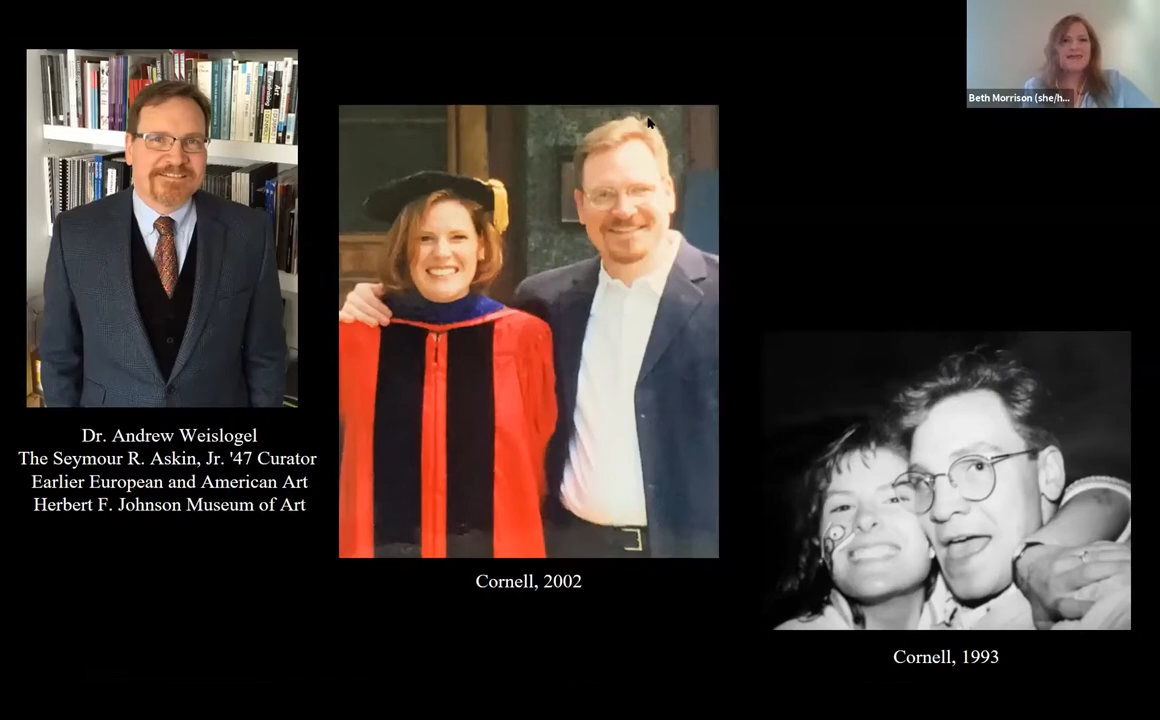 Beth Morrison (she/h...
Dr. Andrew Weislogel
The Seymour R. Askin, Jr. '47 Curator
Earlier European and American Art
Herbert F. Johnson Museum of Art
Cornell, 2002
Cornell, 1993